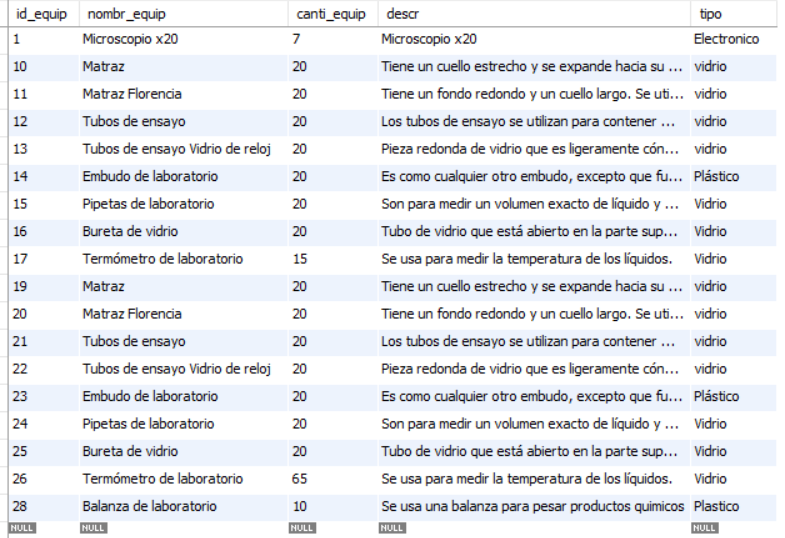 id_equip nombr_equip canti_equip descr tipo
1 Microscopio x20 7 Microscopio x20 Electronico
10 Matraz 20 Tiene un cuello estrecho y se expande hacia su ... vidrio
11 Matraz Florencia 20 Tiene un fondo redondo y un cuello largo. Se uti... vidrio
12 Tubos de ensayo 20 Los tubos de ensayo se utilizan para contener ... vidrio
13 Tubos de ensayo Vidrio de reloj 20 Pieza redonda de vidrio que es ligeramente cón... vidrio
14 Embudo de laboratorio 20 Es como cualquier otro embudo, excepto que fu... Plástico
15 Pipetas de laboratorio 20 Son para medir un volumen exacto de líquido y ... Vidrio
16 Bureta de vidrio 20 Tubo de vidrio que está abierto en la parte sup... Vidrio
17 Termómetro de laboratorio 15 Se usa para medir la temperatura de los líquidos. Vidrio
19 Matraz 20 Tiene un cuello estrecho y se expande hacia su ... vidrio
20 Matraz Florencia 20 Tiene un fondo redondo y un cuello largo. Se uti... vidrio
21 Tubos de ensayo 20 Los tubos de ensayo se utilizan para contener ... vidrio
22 Tubos de ensayo Vidrio de reloj 20 Pieza redonda de vidrio que es ligeramente cón... vidrio
23 Embudo de laboratorio 20 Es como cualquier otro embudo, excepto que fu... Plástico
24 Pipetas de laboratorio 20 Son para medir un volumen exacto de líquido y ... Vidrio
25 Bureta de vidrio 20 Tubo de vidrio que está abierto en la parte sup... Vidrio
26 Termómetro de laboratorio 65 Se usa para medir la temperatura de los líquidos. Vidrio
28 Balanza de laboratorio 10 Se usa una balanza para pesar productos quimicos Plastico
NULL NULL NULL NULL NULL